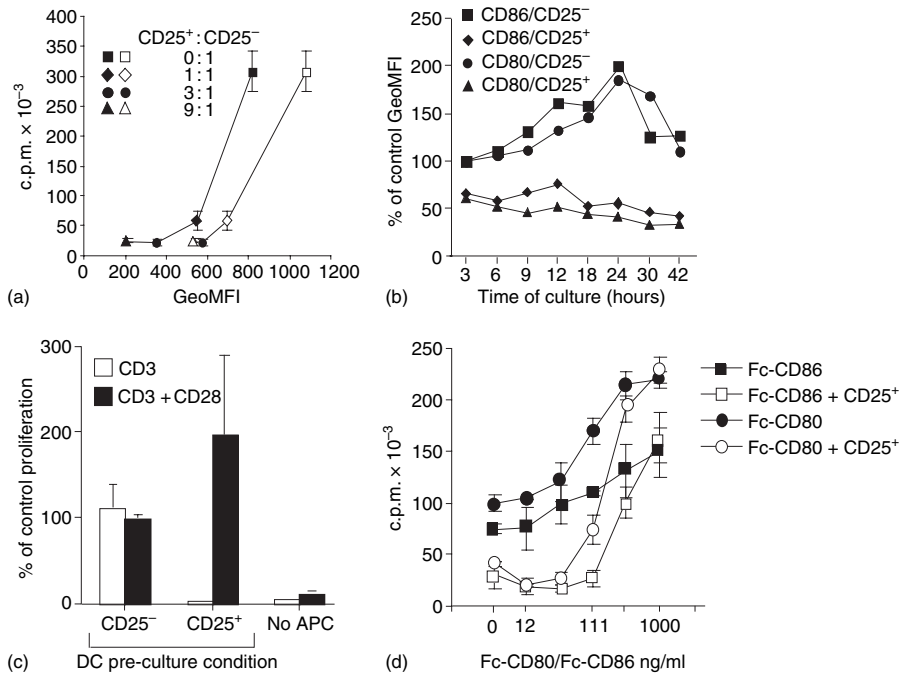 400
350
300
250
200
150
100
50
0
c.p.m. × 10⁻³
CD25⁺ : CD25⁻
0 : 1
1 : 1
3 : 1
9 : 1
0 200 400 600 800 1000 1200
GeoMFI
(a)
CD86/CD25⁻
CD86/CD25⁺
CD80/CD25⁻
CD80/CD25⁺
250
200
150
100
50
0
% of control GeoMFI
3 6 9 12 18 24 30 42
Time of culture (hours)
(b)
300
200
100
0
% of control proliferation
CD3
CD3 + CD28
CD25⁻ CD25⁺ No APC
DC pre-culture condition
(c)
250
200
150
100
50
0
c.p.m. × 10⁻³
0 12 111 1000
Fc-CD80/Fc-CD86 ng/ml
(d)
Fc-CD86
Fc-CD86 + CD25⁺
Fc-CD80
Fc-CD80 + CD25⁺